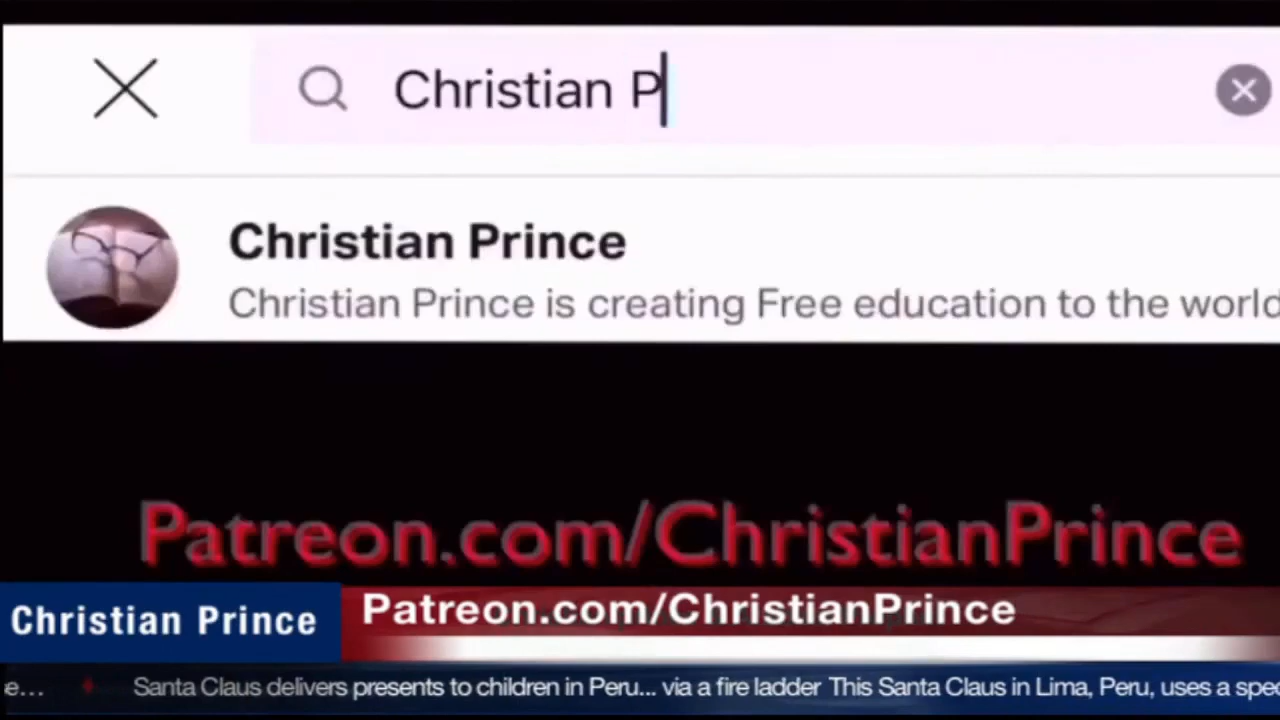 Christian P
Christian Prince
Christian Prince is creating Free education to the world
Patreon.com/ChristianPrince
Christian Prince
Patreon.com/ChristianPrince
e... Santa Claus delivers presents to children in Peru... via a fire ladder This Santa Claus in Lima, Peru, uses a spec